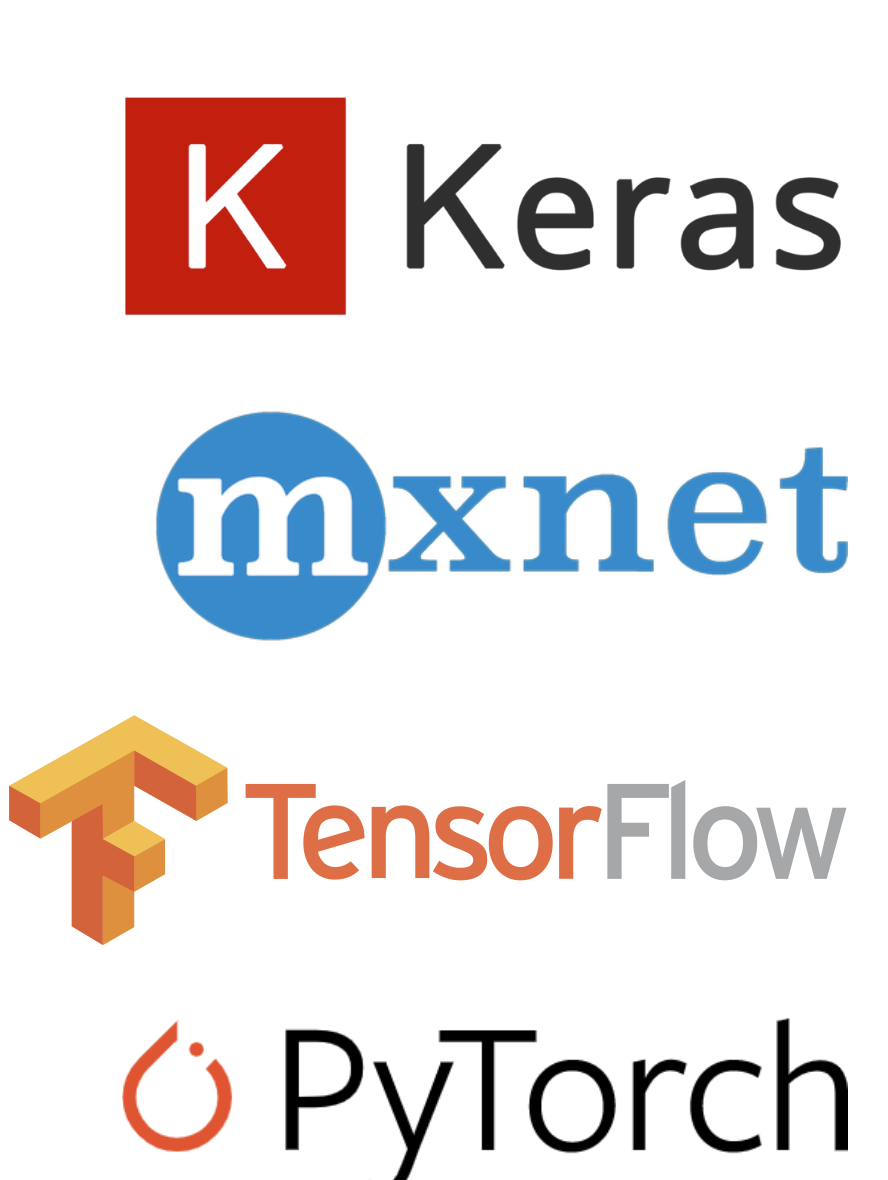 K Keras
mxnet
TensorFlow
PyTorch